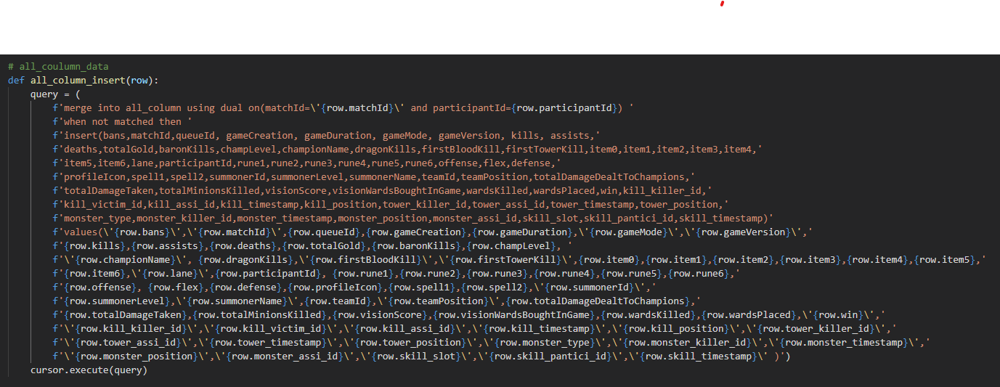 # all_coulumn_data
def all_column_insert(row):
    query = (
        f'merge into all_column using dual on(matchId=\'{row.matchId}\' and participantId={row.participantId}) '
        f'when not matched then '
        f'insert(bans,matchId,queueId, gameCreation, gameDuration, gameMode, gameVersion, kills, assists,'
        f'deaths,totalGold,baronKills,champLevel,championName,dragonKills,firstBloodKill,firstTowerKill,item0,item1,item2,item3,item4,'
        f'item5,item6,lane,participantId,rune1,rune2,rune3,rune4,rune5,rune6,offense,flex,defense,'
        f'profileIcon,spell1,spell2,summonerId,summonerLevel,summonerName,teamId,teamPosition,totalDamageDealtToChampions,'
        f'totalDamageTaken,totalMinionsKilled,visionScore,visionWardsBoughtInGame,wardsKilled,wardsPlaced,win,kill_killer_id,'
        f'kill_victim_id,kill_assi_id,kill_timestamp,kill_position,tower_killer_id,tower_assi_id,tower_timestamp,tower_position,'
        f'monster_type,monster_killer_id,monster_timestamp,monster_position,monster_assi_id,skill_slot,skill_pantici_id,skill_timestamp)'
        f'values(\'{row.bans}\',\'{row.matchId}\',{row.queueId},{row.gameCreation},{row.gameDuration},\'{row.gameMode}\',\'{row.gameVersion}\','
        f'{row.kills},{row.assists},{row.deaths},{row.totalGold},{row.baronKills},{row.champLevel}, '
        f'\'{row.championName}\', {row.dragonKills},\'{row.firstBloodKill}\',\'{row.firstTowerKill}\',{row.item0},{row.item1},{row.item2},{row.item3},{row.item4},{row.item5},'
        f'{row.item6},\'{row.lane}\',{row.participantId}, {row.rune1},{row.rune2},{row.rune3},{row.rune4},{row.rune5},{row.rune6},'
        f'{row.offense}, {row.flex},{row.defense},{row.profileIcon},{row.spell1},{row.spell2},\'{row.summonerId}\','
        f'{row.summonerLevel},\'{row.summonerName}\',{row.teamId},\'{row.teamPosition}\',{row.totalDamageDealtToChampions},'
        f'{row.totalDamageTaken},{row.totalMinionsKilled},{row.visionScore},{row.visionWardsBoughtInGame},{row.wardsKilled},{row.wardsPlaced},\'{row.win}\','
        f'\'{row.kill_killer_id}\',\'{row.kill_victim_id}\',\'{row.kill_assi_id}\',\'{row.kill_timestamp}\',\'{row.kill_position}\',\'{row.tower_killer_id}\','
        f'\'{row.tower_assi_id}\',\'{row.tower_timestamp}\',\'{row.tower_position}\',\'{row.monster_type}\',\'{row.monster_killer_id}\',\'{row.monster_timestamp}\','
        f'\'{row.monster_position}\',\'{row.monster_assi_id}\',\'{row.skill_slot}\',\'{row.skill_pantici_id}\',\'{row.skill_timestamp}\' )')
    cursor.execute(query)